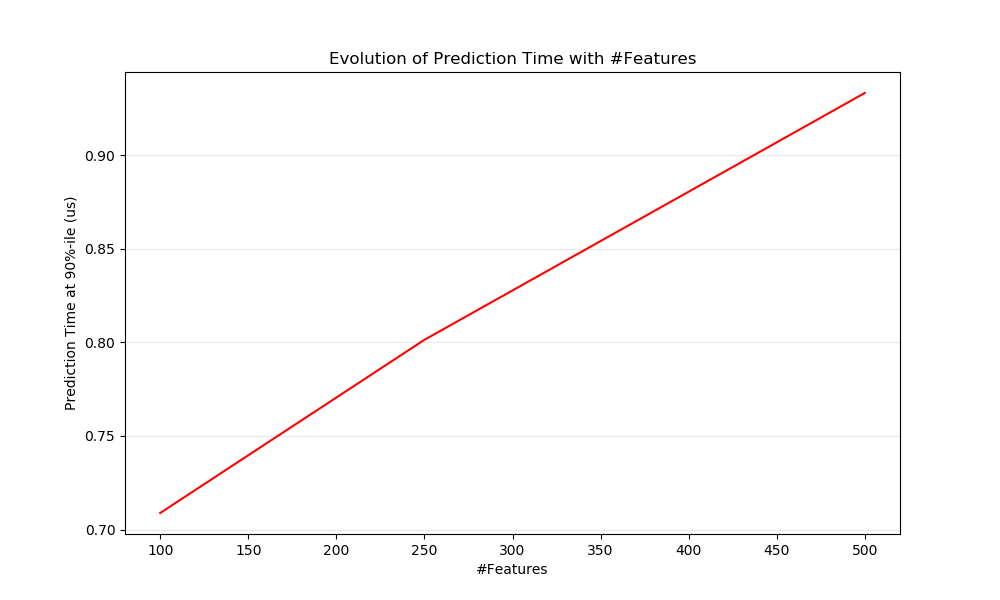 Evolution of Prediction Time with #Features
Prediction Time at 90%-ile (us)
0.90
0.85
0.80
0.75
0.70
100 150 200 250 300 350 400 450 500
#Features